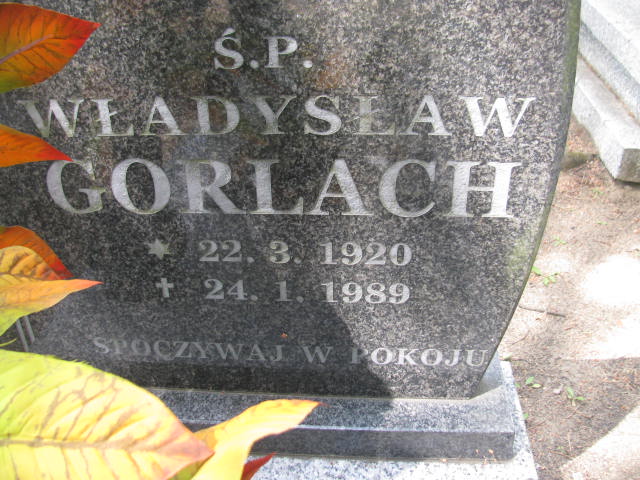 Ś.P.
WŁADYSŁAW
GORLACH
✶ 22. 3. 1920
✝ 24. 1. 1989
SPOCZYWAJ W POKOJU